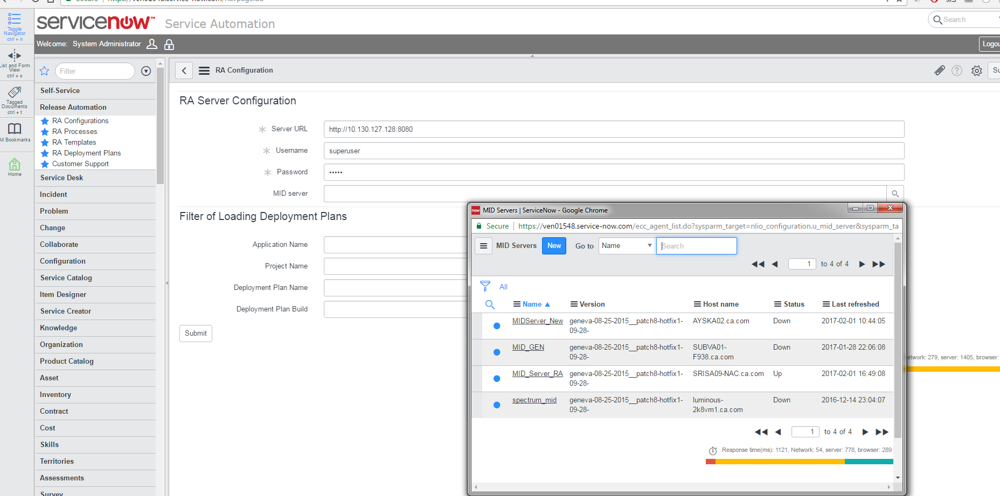 Secure
servicenow™ Service Automation
Search
Welcome: System Administrator
Toggle
Navigator
ctrl + n
List and Form
View
ctrl + v
Tagged
Documents
ctrl + t
All Bookmarks
Home
Filter
Self-Service
Release Automation
RA Configurations
RA Processes
RA Templates
RA Deployment Plans
Customer Support
Service Desk
Incident
Problem
Change
Collaborate
Configuration
Service Catalog
Item Designer
Service Creator
Knowledge
Organization
Product Catalog
Asset
Inventory
Contract
Cost
Skills
Territories
Assessments
Survey
RA Configuration
RA Server Configuration
Server URL http://10.130.127.128:8080
Username superuser
Password •••••
MID server
Filter of Loading Deployment Plans
Application Name
Project Name
Deployment Plan Name
Deployment Plan Build
Submit
now MID Servers | ServiceNow - Google Chrome
Secure https://ven01548.service-now.com/ecc_agent_list.do?sysparm_target=nlio_configuration.u_mid_server&sysparm_ta
MID Servers New Go to Name Search
1 to 4 of 4
All
Name Version Host name Status Last refreshed
MIDServer_New geneva-08-25-2015__patch8-hotfix1- AYSKA02.ca.com Down 2017-02-01 10:44:05
09-28-
MID_GEN geneva-08-25-2015__patch8-hotfix1- SUBVA01- Down 2017-01-28 22:06:08
09-28- F938.ca.com
MID_Server_RA geneva-08-25-2015__patch8-hotfix1- SRISA09-NAC.ca.com Up 2017-02-01 16:49:08
09-28-
spectrum_mid geneva-08-25-2015__patch8-hotfix1- luminous- Down 2016-12-14 23:04:07
09-28- 2k8vm1.ca.com
1 to 4 of 4
Response time(ms): 1121, Network: 54, server: 778, browser: 289
etwork: 279, server: 1405, browser: